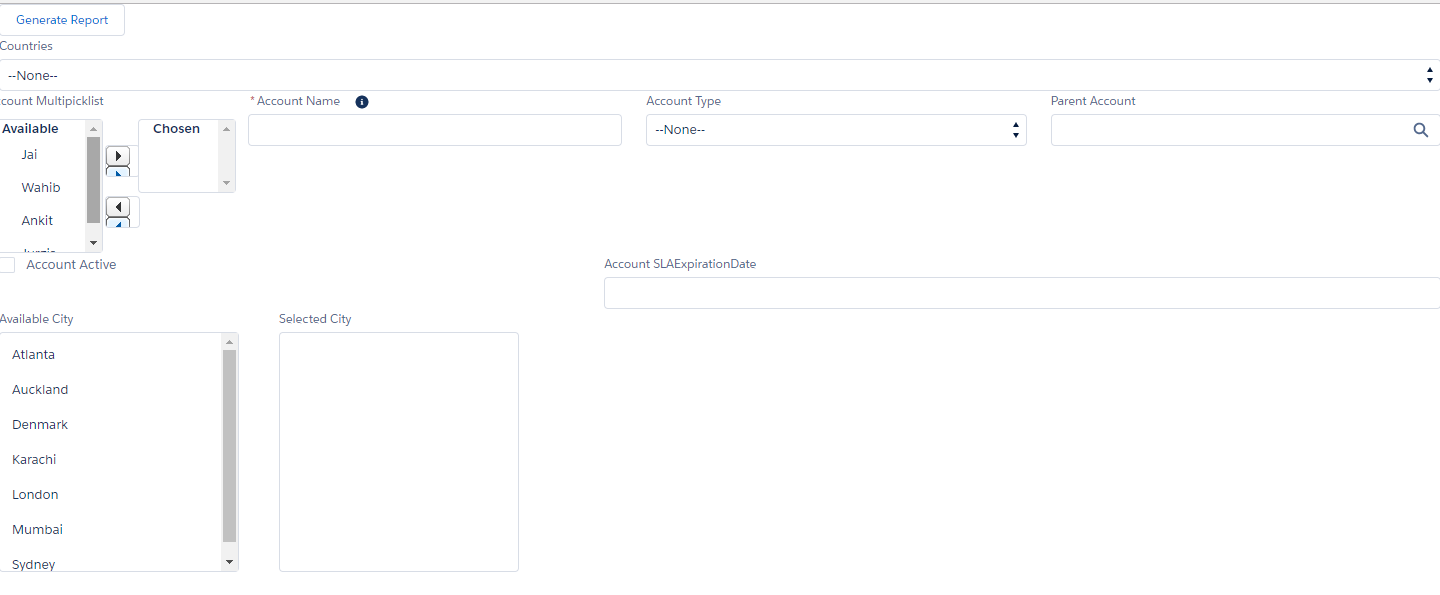 Generate Report
Countries
--None--
ccount Multipicklist
* Account Name
Account Type
Parent Account
Available
Chosen
--None--
Jai
Wahib
Ankit
Account Active
Account SLAExpirationDate
Available City
Selected City
Atlanta
Auckland
Denmark
Karachi
London
Mumbai
Sydney